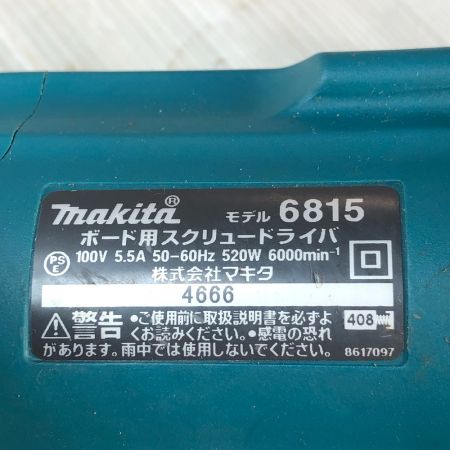 makita® モデル 6815
ボード用スクリュードライバ
PS E 100V 5.5A 50-60Hz 520W 6000min⁻¹
株式会社マキタ
4666
警告 •ご使用前に取扱説明書を必ずよ 408
くお読みください。•感電の恐れ
があります。雨中では使用しないでください。 8617097